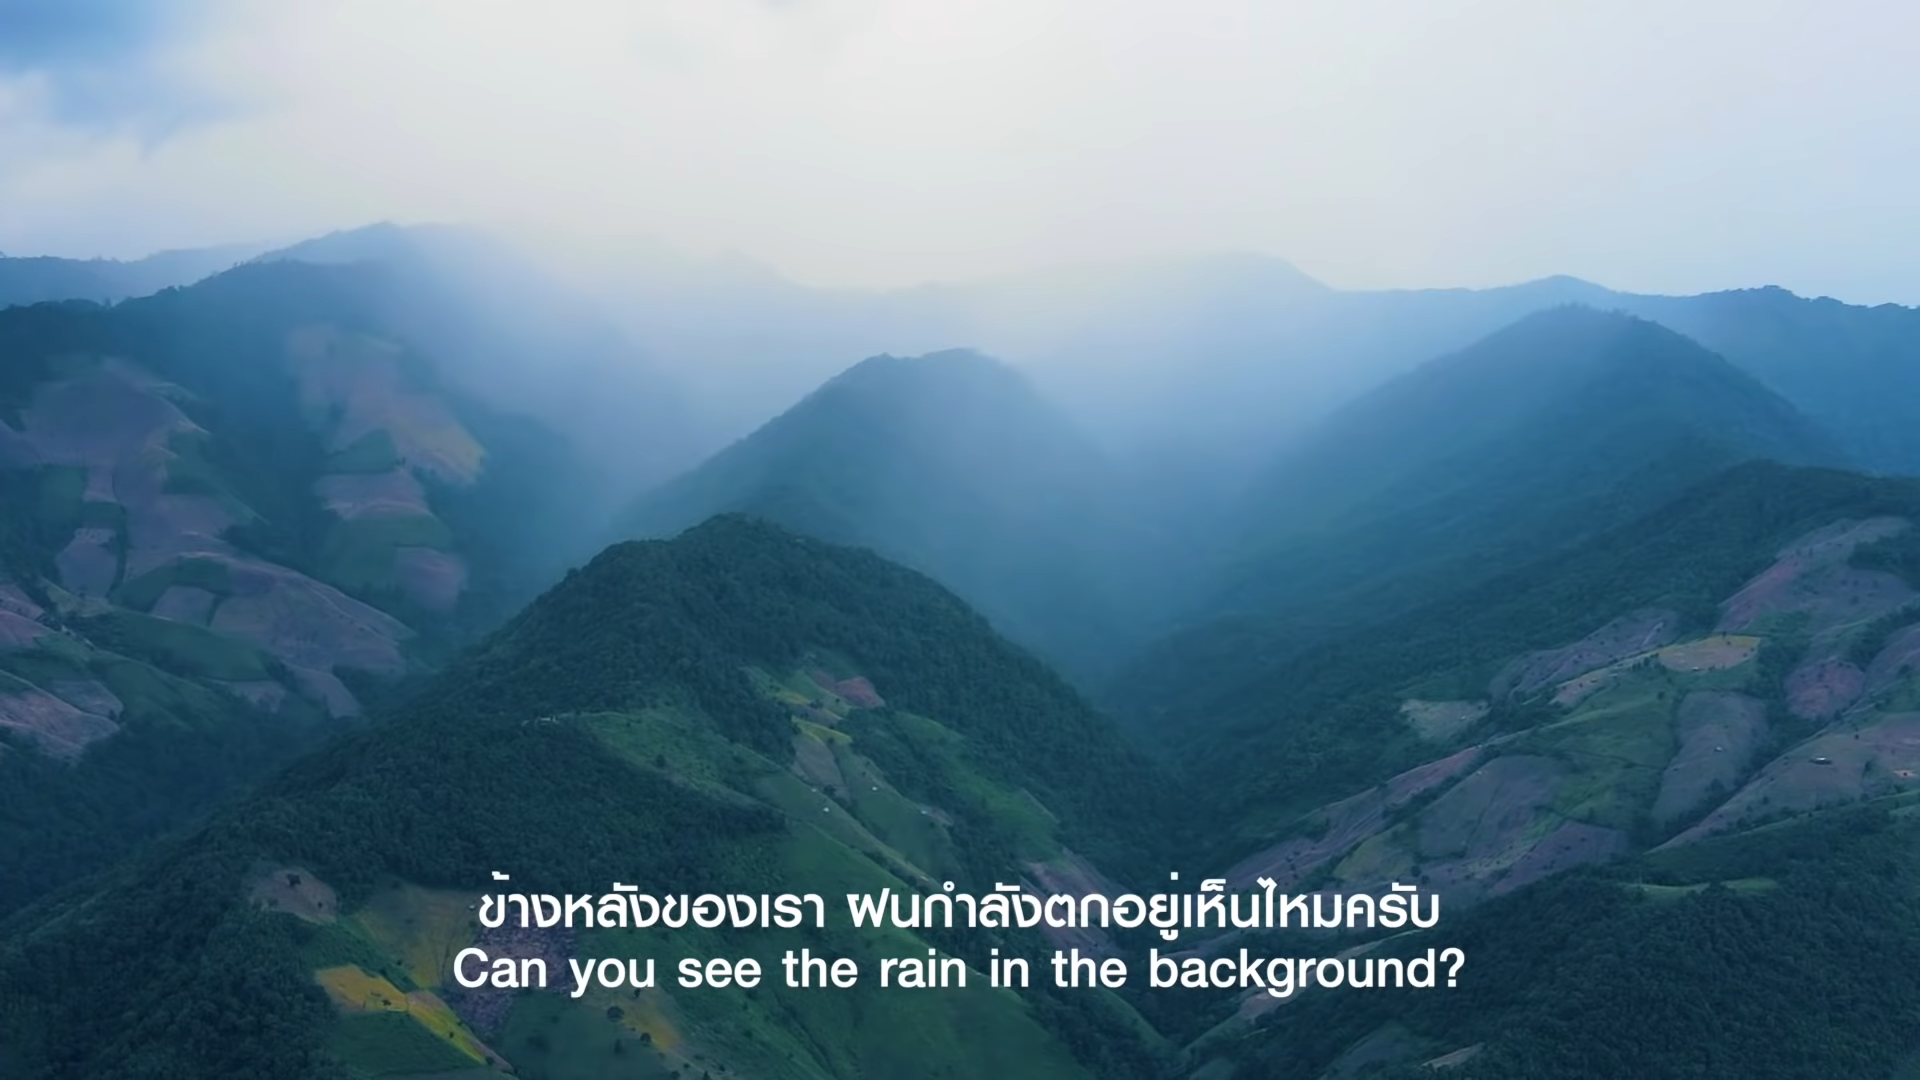 ข้างหลังของเรา ฝนกำลังตกอยู่เห็นไหมครับ
Can you see the rain in the background?